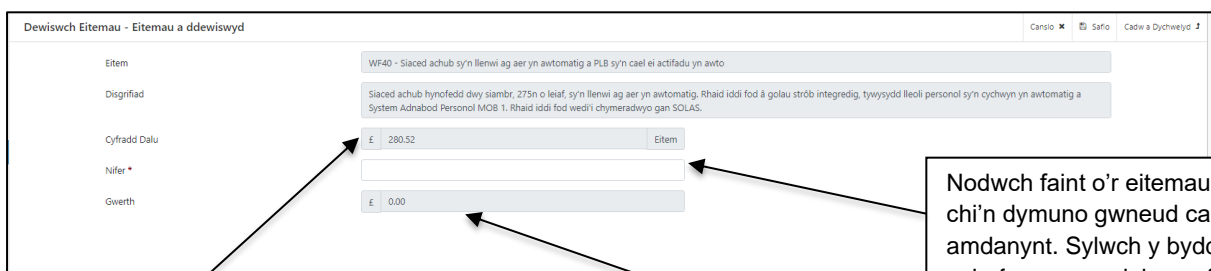 Dewiswch Eitemau - Eitemau a ddewiswyd
Canslo ✖ Safio Cadw a Dychwelyd
Eitem
WF40 - Siaced achub sy'n llenwi ag aer yn awtomatig a PLB sy'n cael ei actifadu yn awto
Disgrifiad
Siaced achub hynofedd dwy siambr, 275n o leiaf, sy'n llenwi ag aer yn awtomatig. Rhaid iddi fod â golau strôb integredig, tywysydd lleoli personol sy'n cychwyn yn awtomatig a
System Adnabod Personol MOB 1. Rhaid iddi fod wedi'i chymeradwyo gan SOLAS.
Cyfradd Dalu
£ 280.52 Eitem
Nifer *
Gwerth
£ 0.00
Nodwch faint o'r eitemau
chi'n dymuno gwneud ca
amdanynt. Sylwch y bydd